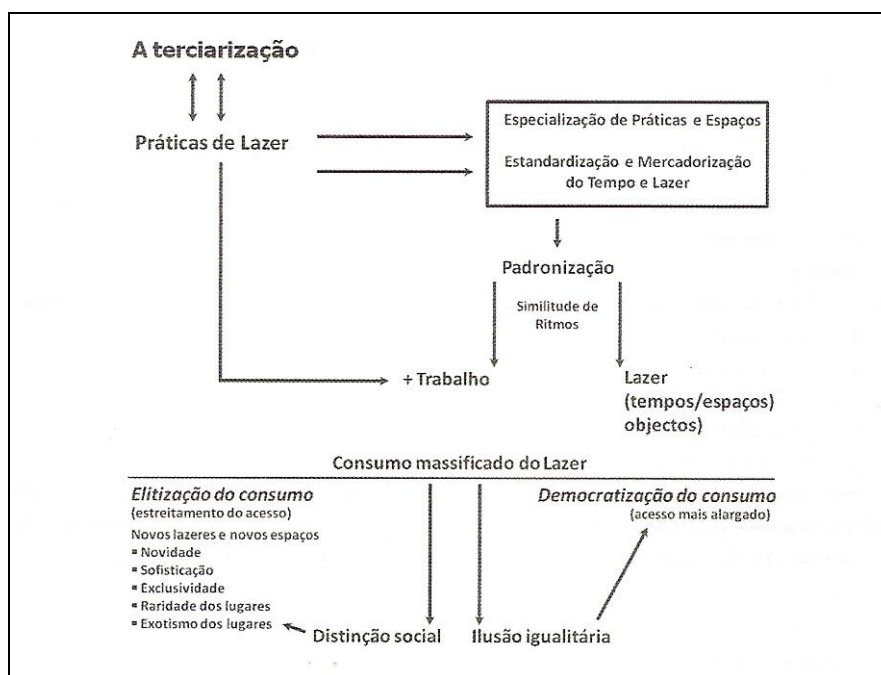 A terciarização
Práticas de Lazer
Especialização de Práticas e Espaços
Estandardização e Mercadorização
do Tempo e Lazer
Padronização
Similitude de
Ritmos
+ Trabalho
Lazer
(tempos/espaços)
objectos)
Consumo massificado do Lazer
Elitização do consumo
(estreitamento do acesso)
Novos lazeres e novos espaços
▪ Novidade
▪ Sofisticação
▪ Exclusividade
▪ Raridade dos lugares
▪ Exotismo dos lugares
Democratização do consumo
(acesso mais alargado)
Distinção social
Ilusão igualitária